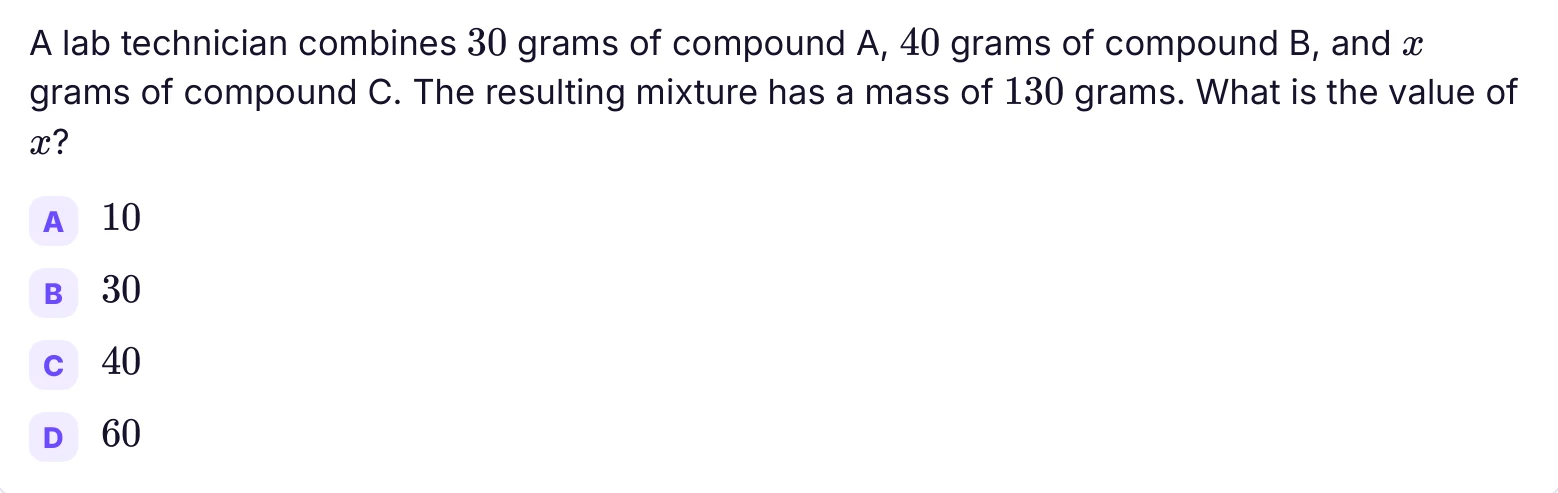 A lab technician combines 30 grams of compound A, 40 grams of compound B, and x
grams of compound C. The resulting mixture has a mass of 130 grams. What is the value of
x?
A 10
B 30
C 40
D 60